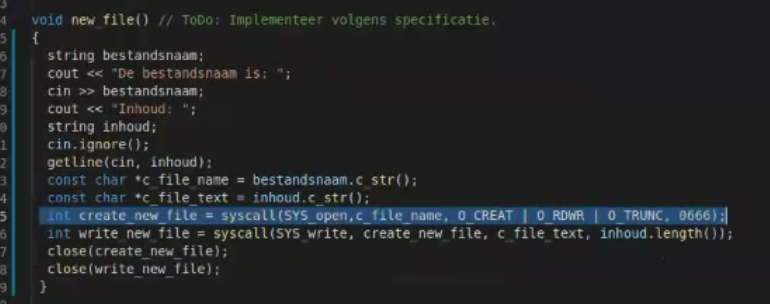 3
4 void new_file() // ToDo: Implementeer volgens specificatie.
5 {
6 string bestandsnaam;
7 cout << "De bestandsnaam is: ";
8 cin >> bestandsnaam;
9 cout << "Inhoud: ";
0 string inhoud;
1 cin.ignore();
2 getline(cin, inhoud);
3 const char *c_file_name = bestandsnaam.c_str();
4 const char *c_file_text = inhoud.c_str();
5 int create_new_file = syscall(SYS_open,c_file_name, O_CREAT | O_RDWR | O_TRUNC, 0666);
6 int write_new_file = syscall(SYS_write, create_new_file, c_file_text, inhoud.length());
7 close(create_new_file);
8 close(write_new_file);
9 }